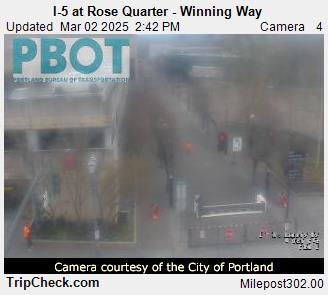 I-5 at Rose Quarter - Winning Way
Updated Mar 02 2025 2:42 PM Camera 4
PBOT
PORTLAND BUREAU OF TRANSPORTATION
Camera courtesy of the City of Portland
TripCheck.com Milepost302.00